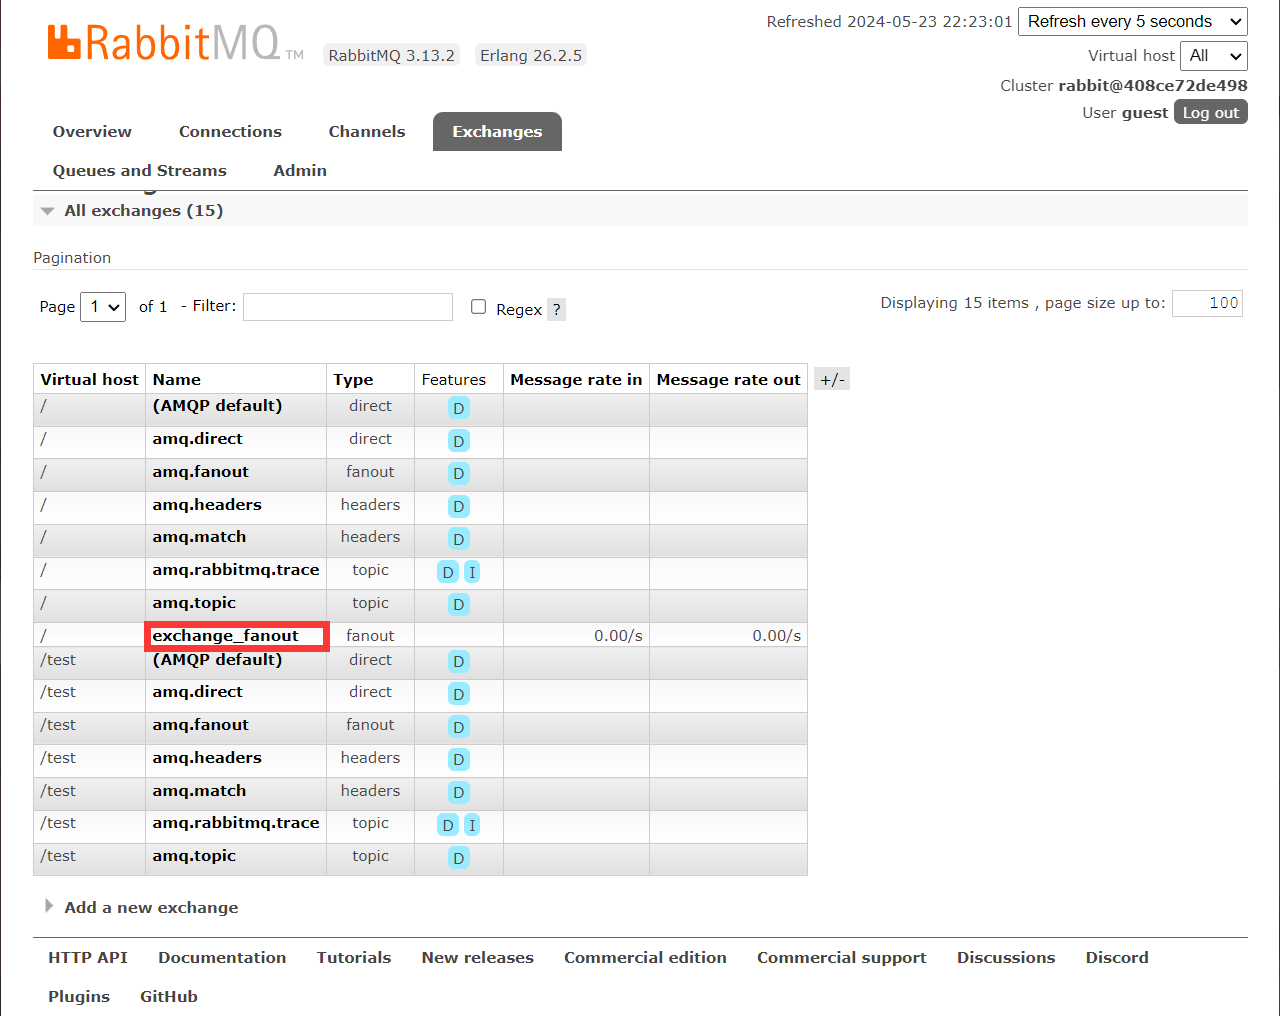 RabbitMQ TM RabbitMQ 3.13.2 Erlang 26.2.5
Refreshed 2024-05-23 22:23:01 Refresh every 5 seconds
Virtual host All
Cluster rabbit@408ce72de498
User guest Log out
Overview Connections Channels Exchanges
Queues and Streams Admin
All exchanges (15)
Pagination
Page 1 of 1 - Filter: Regex ? Displaying 15 items , page size up to: 100
Virtual host Name Type Features Message rate in Message rate out +/-
/ (AMQP default) direct D
/ amq.direct direct D
/ amq.fanout fanout D
/ amq.headers headers D
/ amq.match headers D
/ amq.rabbitmq.trace topic D I
/ amq.topic topic D
/ exchange_fanout fanout 0.00/s 0.00/s
/test (AMQP default) direct D
/test amq.direct direct D
/test amq.fanout fanout D
/test amq.headers headers D
/test amq.match headers D
/test amq.rabbitmq.trace topic D I
/test amq.topic topic D
Add a new exchange
HTTP API Documentation Tutorials New releases Commercial edition Commercial support Discussions Discord
Plugins GitHub